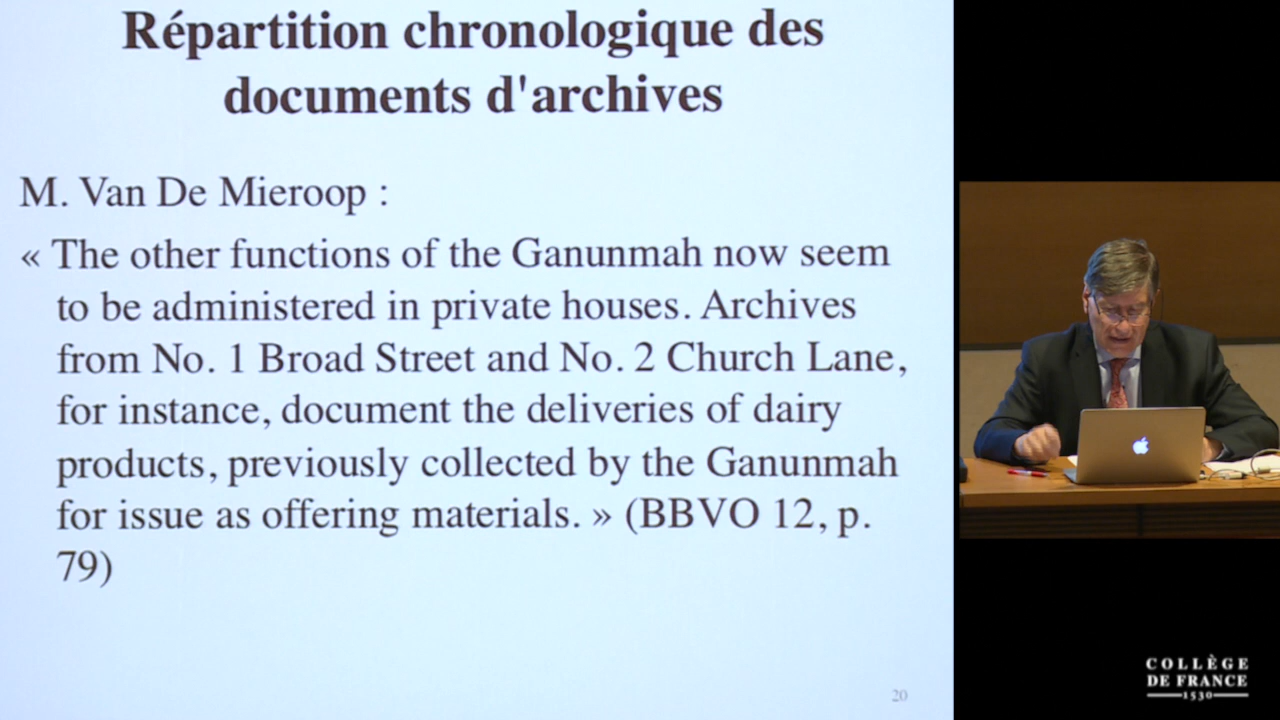 Répartition chronologique des
documents d'archives
M. Van De Mieroop :
« The other functions of the Ganunmah now seem
to be administered in private houses. Archives
from No. 1 Broad Street and No. 2 Church Lane,
for instance, document the deliveries of dairy
products, previously collected by the Ganunmah
for issue as offering materials. » (BBVO 12, p.
79)
20
COLLÈGE
DE FRANCE
1530